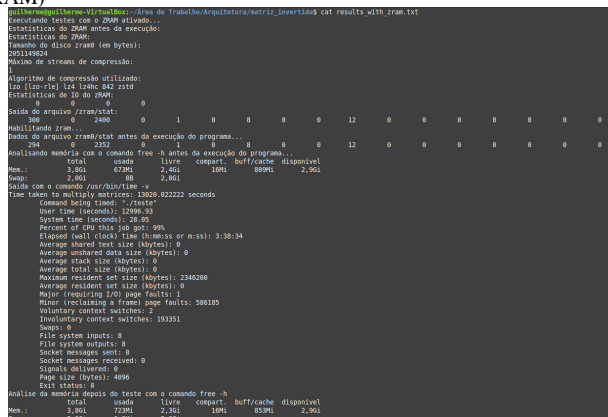 RAM)
guilherme@guilherme-VirtualBox:~/Área de Trabalho/Arquitetura/matriz_invertida$ cat results_with_zram.txt
Executando testes com o ZRAM ativado...
Estatísticas do ZRAM antes da execução:
Estatísticas do ZRAM:
Tamanho do disco zram0 (em bytes):
2051149824
Máximo de streams de compressão:
1
Algoritmo de compressão utilizado:
lzo [lzo-rle] lz4 lz4hc 842 zstd
Estatísticas de IO do zRAM:
0 0 0 0
Saída do arquivo /zram/stat:
300 0 2400 0 1 0 8 0 0 12 0 0 0 0 0 0 0
Habilitando zram...
Dados do arquivo zram0/stat antes da execução do programa...
294 0 2352 0 1 0 8 0 0 12 0 0 0 0 0 0 0
Analisando memória com o comando free -h antes da execução do programa...
total usada livre compart. buff/cache disponível
Mem.: 3,8Gi 673Mi 2,4Gi 16Mi 809Mi 2,9Gi
Swap: 2,0Gi 0B 2,0Gi
Saída com o comando /usr/bin/time -v
Time taken to multiply matrices: 13020.022222 seconds
Command being timed: "./teste"
User time (seconds): 12996.93
System time (seconds): 28.05
Percent of CPU this job got: 99%
Elapsed (wall clock) time (h:mm:ss or m:ss): 3:38:34
Average shared text size (kbytes): 0
Average unshared data size (kbytes): 0
Average stack size (kbytes): 0
Average total size (kbytes): 0
Maximum resident set size (kbytes): 2346200
Average resident set size (kbytes): 0
Major (requiring I/O) page faults: 1
Minor (reclaiming a frame) page faults: 586185
Voluntary context switches: 2
Involuntary context switches: 193351
Swaps: 0
File system inputs: 8
File system outputs: 8
Socket messages sent: 0
Socket messages received: 0
Signals delivered: 0
Page size (bytes): 4096
Exit status: 0
Análise da memória depois do teste com o comando free -h
total usada livre compart. buff/cache disponível
Mem.: 3,8Gi 723Mi 2,3Gi 16Mi 853Mi 2,9Gi